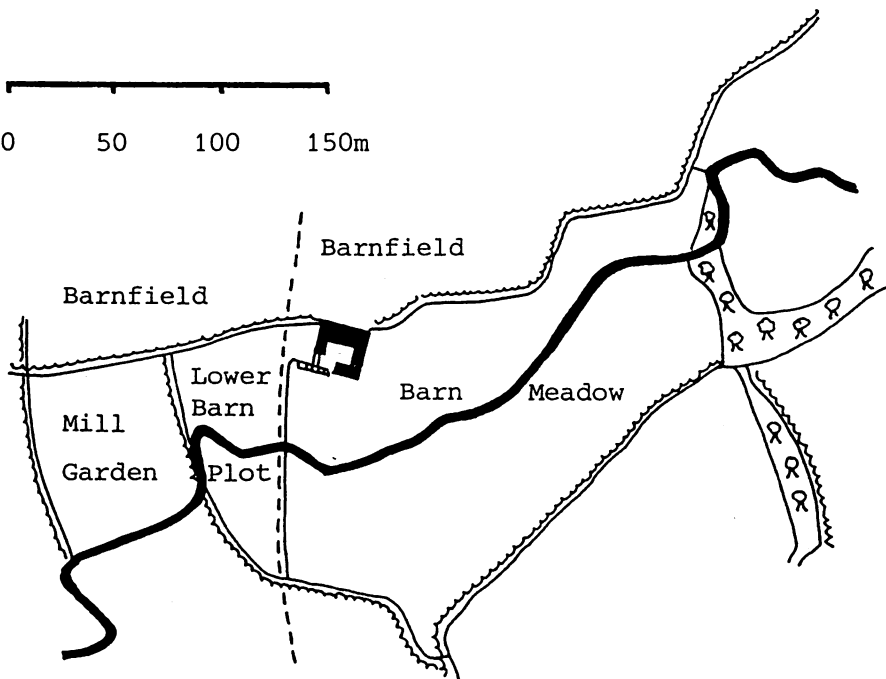 0 50 100 150m
Barnfield
Barnfield
Lower
Barn
Plot
Barn Meadow
Mill
Garden